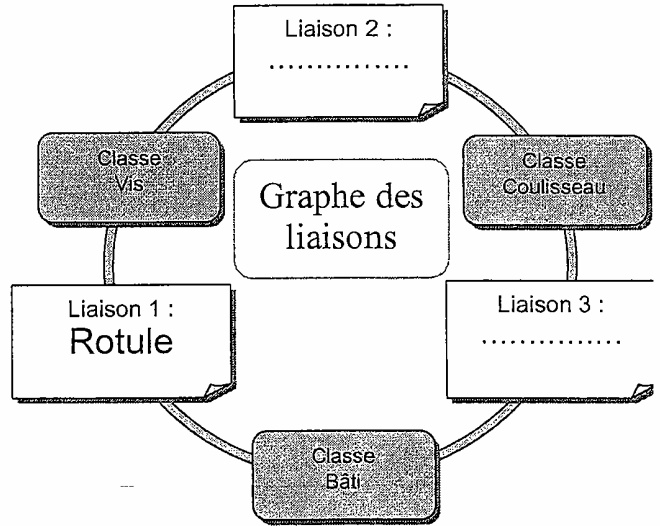 Liaison 2 :
...............
Classe
Vis
Classe
Coulisseau
Graphe des
liaisons
Liaison 1 :
Rotule
Liaison 3 :
...............
Classe
Bâti